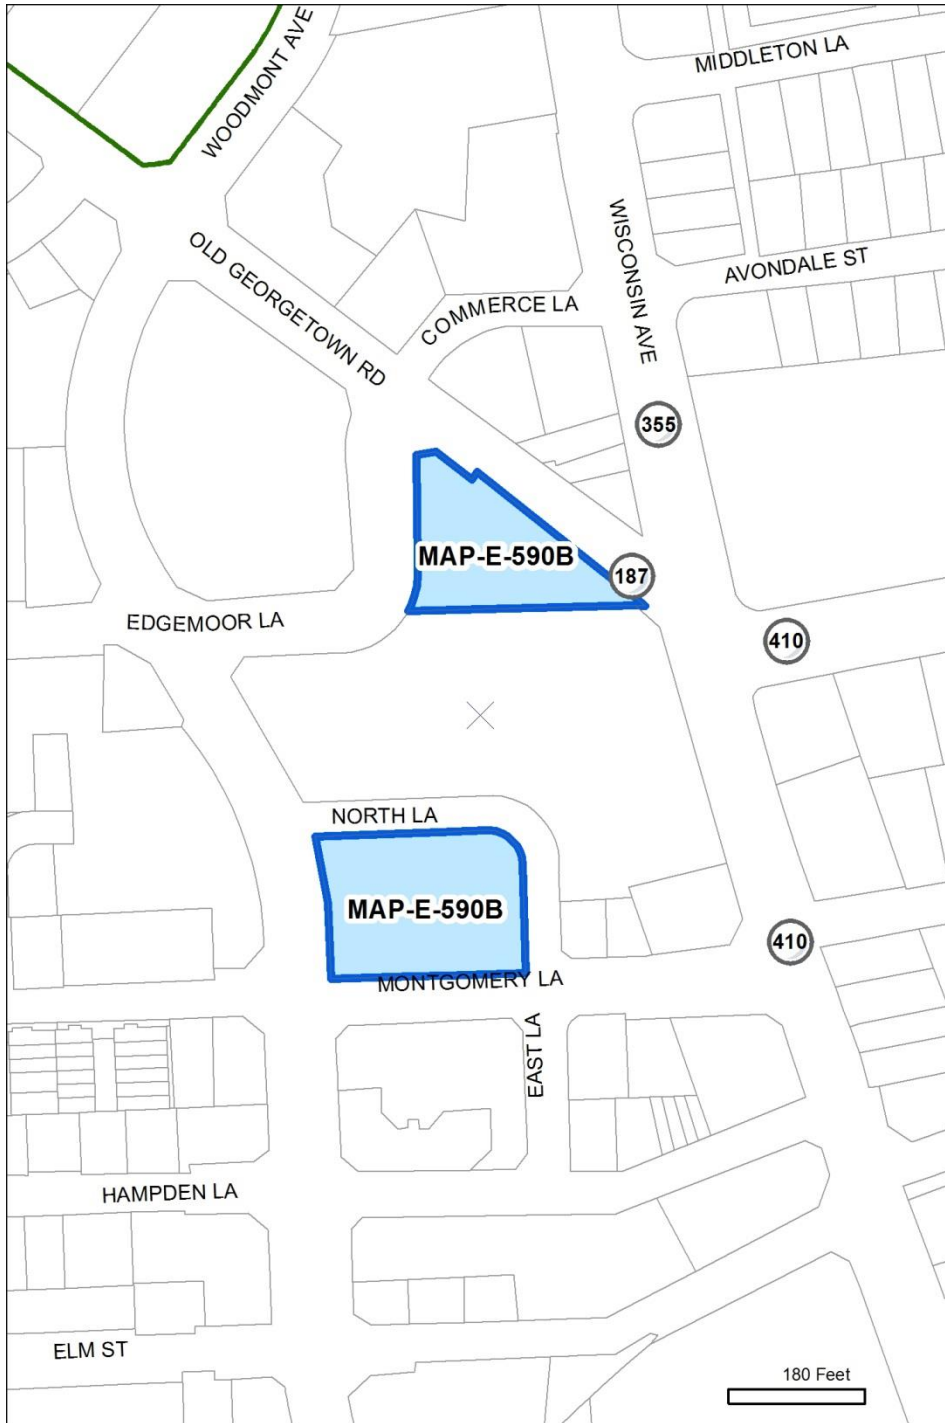 WOODMONT AVE
MIDDLETON LA
OLD GEORGETOWN RD
WISCONSIN AVE
AVONDALE ST
COMMERCE LA
355
MAP-E-590B
187
EDGEMOOR LA
410
NORTH LA
MAP-E-590B
410
MONTGOMERY LA
EAST LA
HAMPDEN LA
ELM ST
180 Feet